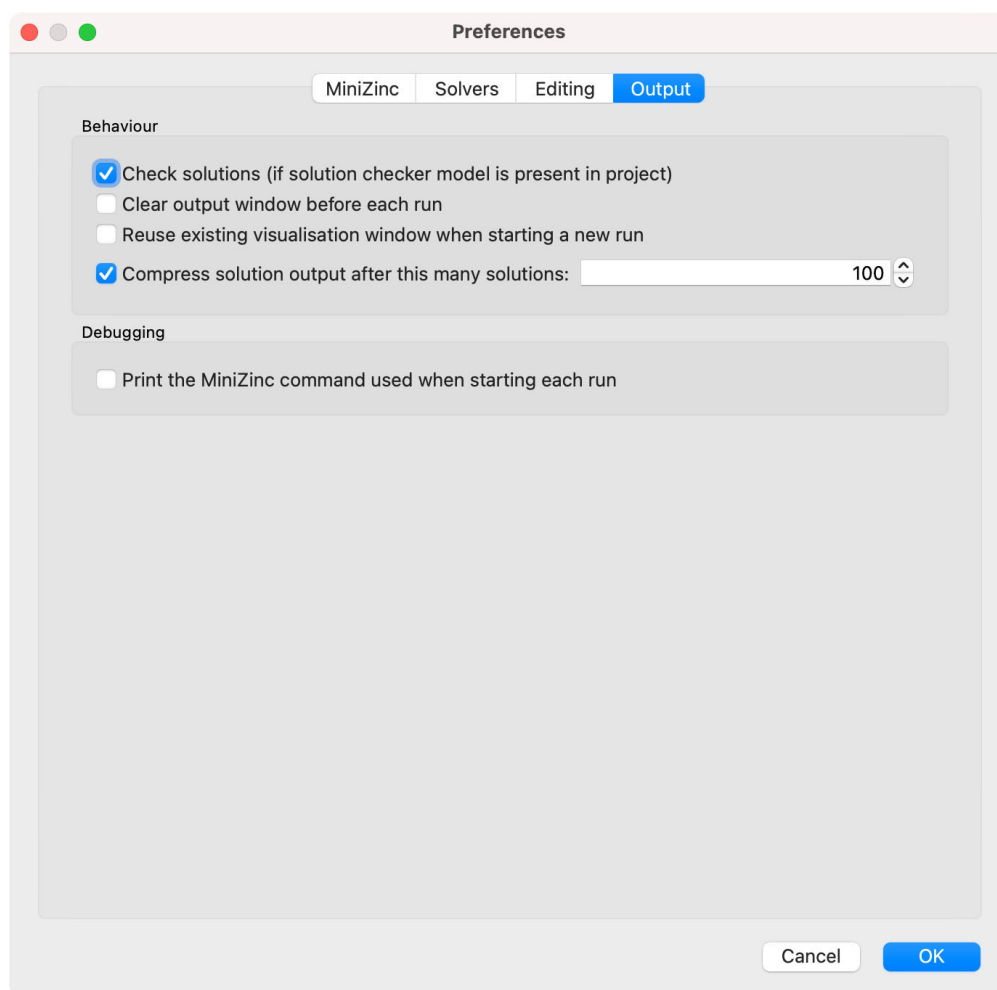 Preferences
MiniZinc Solvers Editing Output
Behaviour
Check solutions (if solution checker model is present in project)
Clear output window before each run
Reuse existing visualisation window when starting a new run
Compress solution output after this many solutions: 100
Debugging
Print the MiniZinc command used when starting each run
Cancel OK